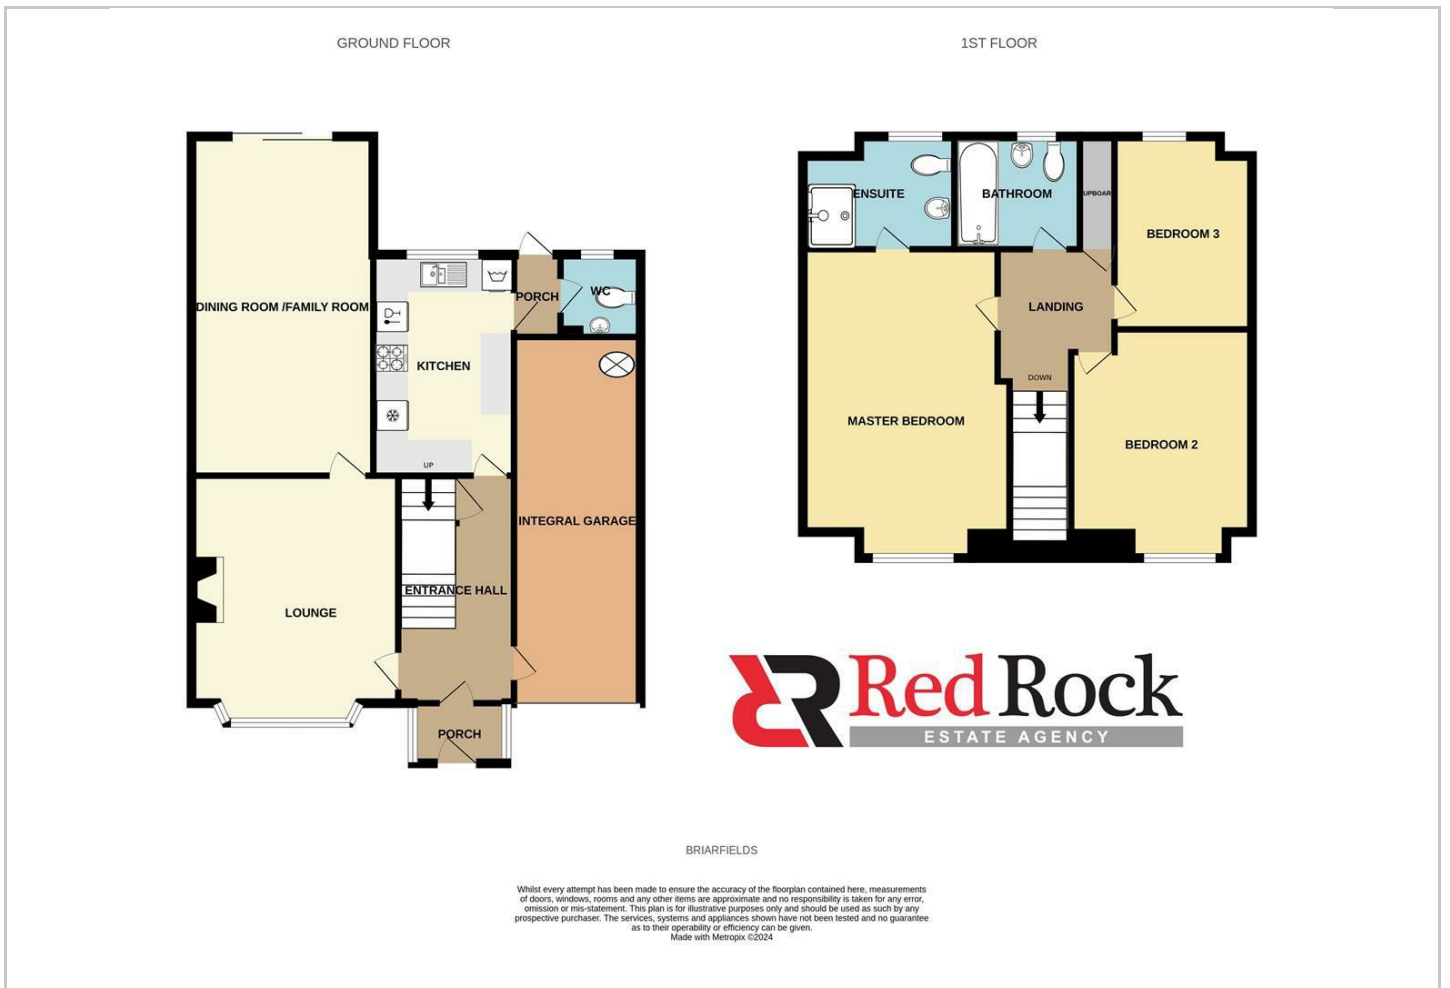 GROUND FLOOR
1ST FLOOR
DINING ROOM /FAMILY ROOM
KITCHEN
PORCH
WC
UP
INTEGRAL GARAGE
ENTRANCE HALL
LOUNGE
PORCH
ENSUITE
BATHROOM
UPBOAR
BEDROOM 3
LANDING
DOWN
MASTER BEDROOM
BEDROOM 2
Red Rock
ESTATE AGENCY
BRIARFIELDS
Whilst every attempt has been made to ensure the accuracy of the floorplan contained here, measurements
of doors, windows, rooms and any other items are approximate and no responsibility is taken for any error,
omission or mis-statement. This plan is for illustrative purposes only and should be used as such by any
prospective purchaser. The services, systems and appliances shown have not been tested and no guarantee
as to their operability or efficiency can be given.
Made with Metropix ©2024